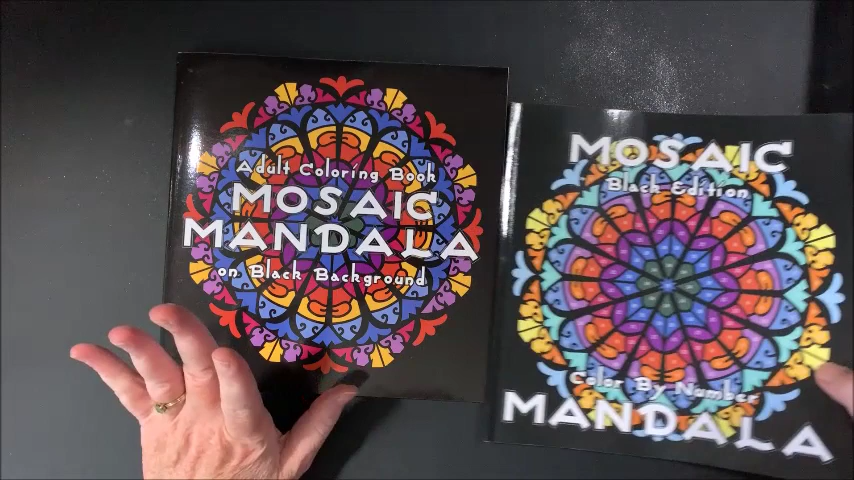 Adult Coloring Book
MOSAIC
MANDALA
on Black Background
MOSAIC
Black Edition
Color By Number
MANDALA